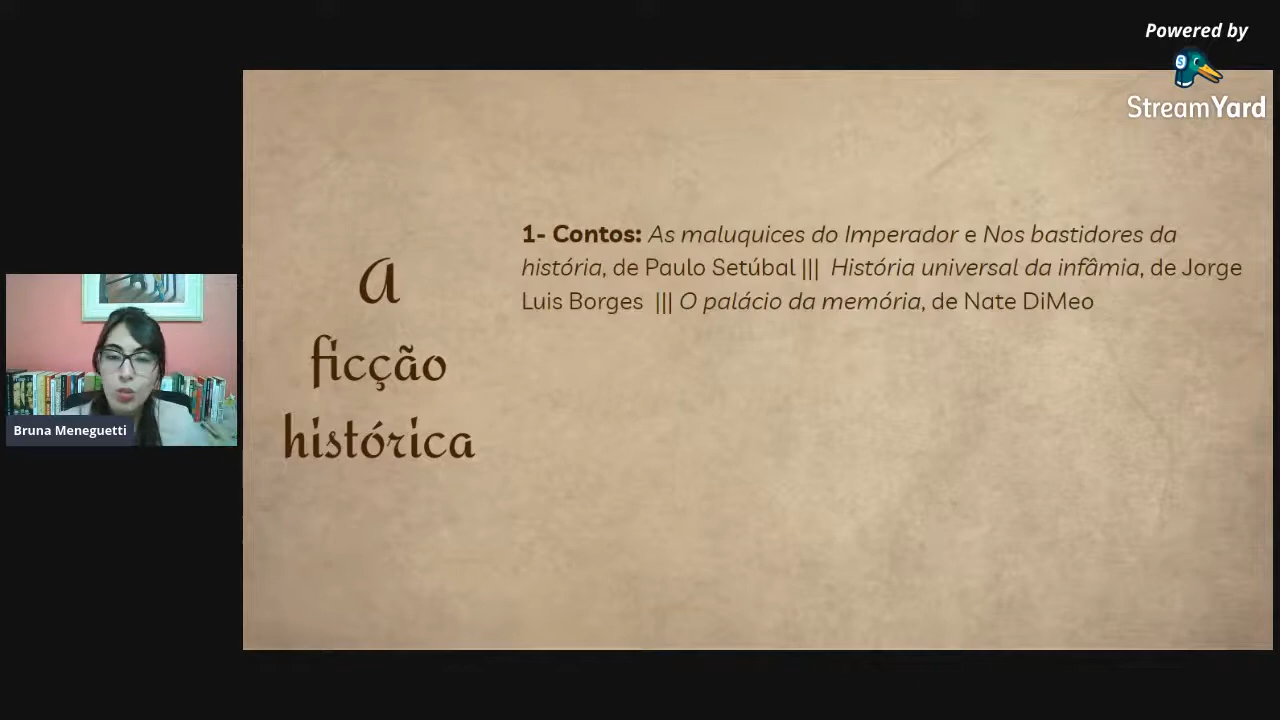 Powered by
StreamYard
A
ficção
histórica
1- Contos: As maluquices do Imperador e Nos bastidores da
história, de Paulo Setúbal ||| História universal da infâmia, de Jorge
Luis Borges ||| O palácio da memória, de Nate DiMeo
Bruna Meneguetti